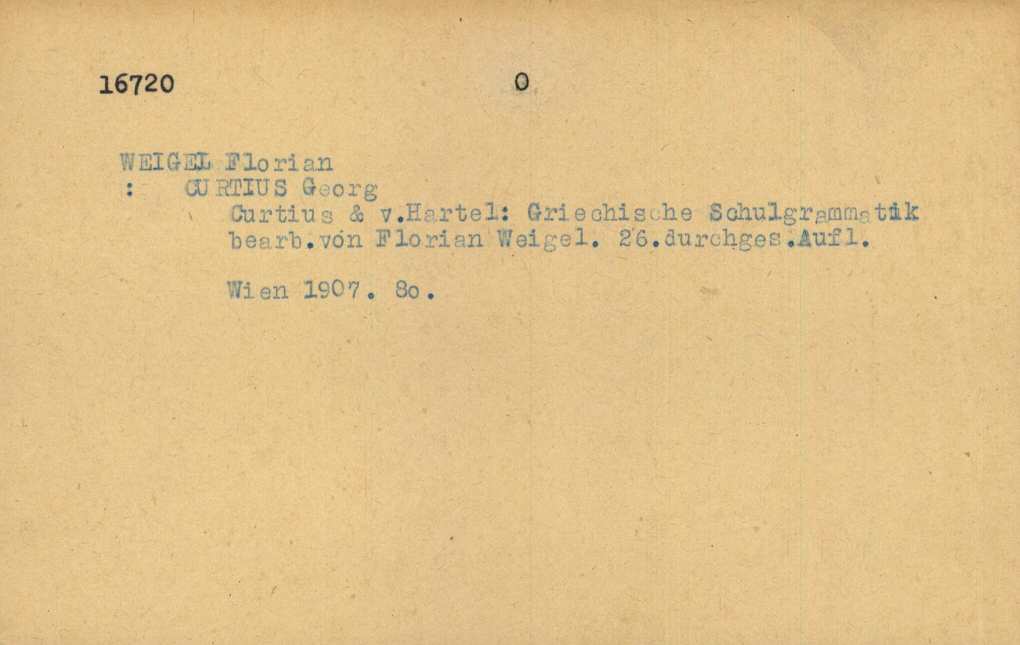 16720 0
WEIGEL Florian
: CURTIUS Georg
Curtius & v.Hartel: Griechische Schulgrammatik
bearb.von Florian Weigel. 26.durchges.Aufl.
Wien 1907. 8o.